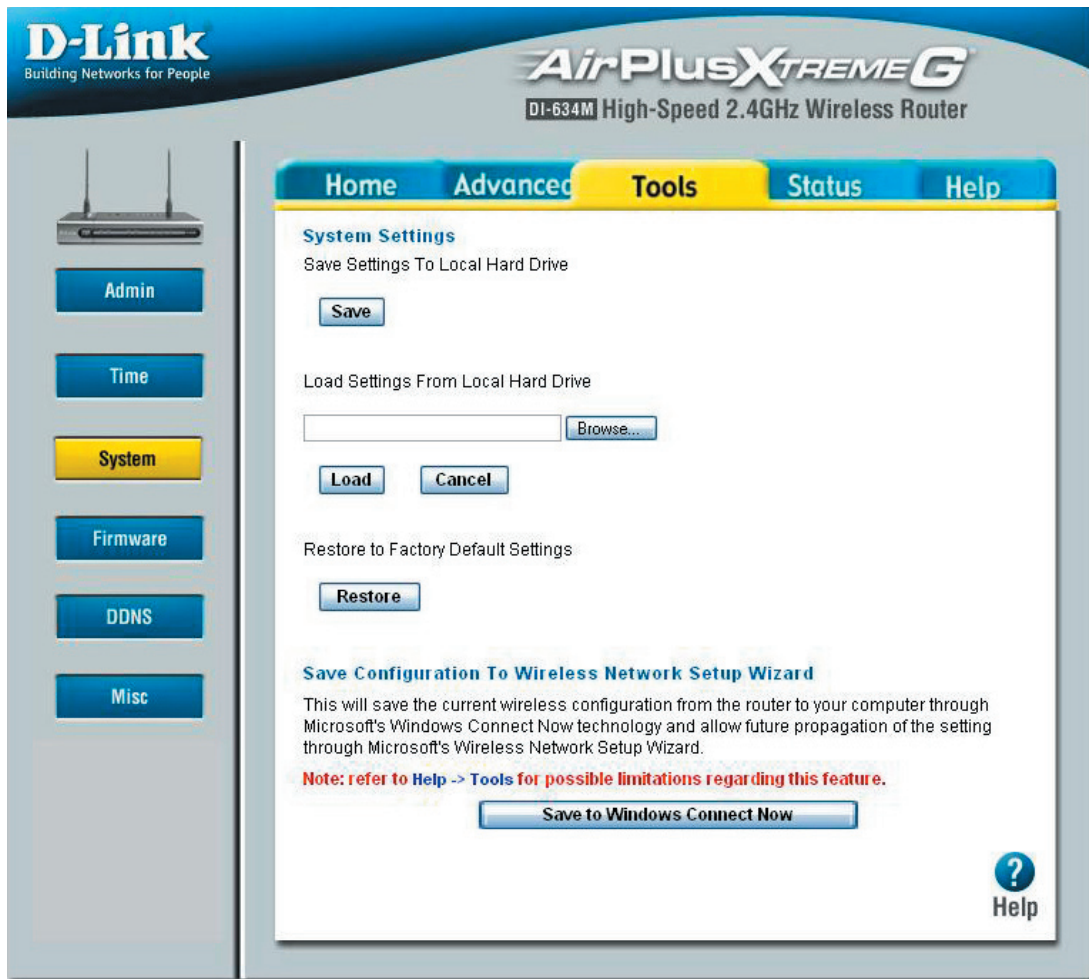 D-Link
Building Networks for People
AirPlus XTREME G
DI-634M High-Speed 2.4GHz Wireless Router
Home Advanced Tools Status Help
Admin
Time
System
Firmware
DDNS
Misc
System Settings
Save Settings To Local Hard Drive
Save
Load Settings From Local Hard Drive
Browse...
Load Cancel
Restore to Factory Default Settings
Restore
Save Configuration To Wireless Network Setup Wizard
This will save the current wireless configuration from the router to your computer through
Microsoft's Windows Connect Now technology and allow future propagation of the setting
through Microsoft's Wireless Network Setup Wizard.
Note: refer to Help -> Tools for possible limitations regarding this feature.
Save to Windows Connect Now
?
Help